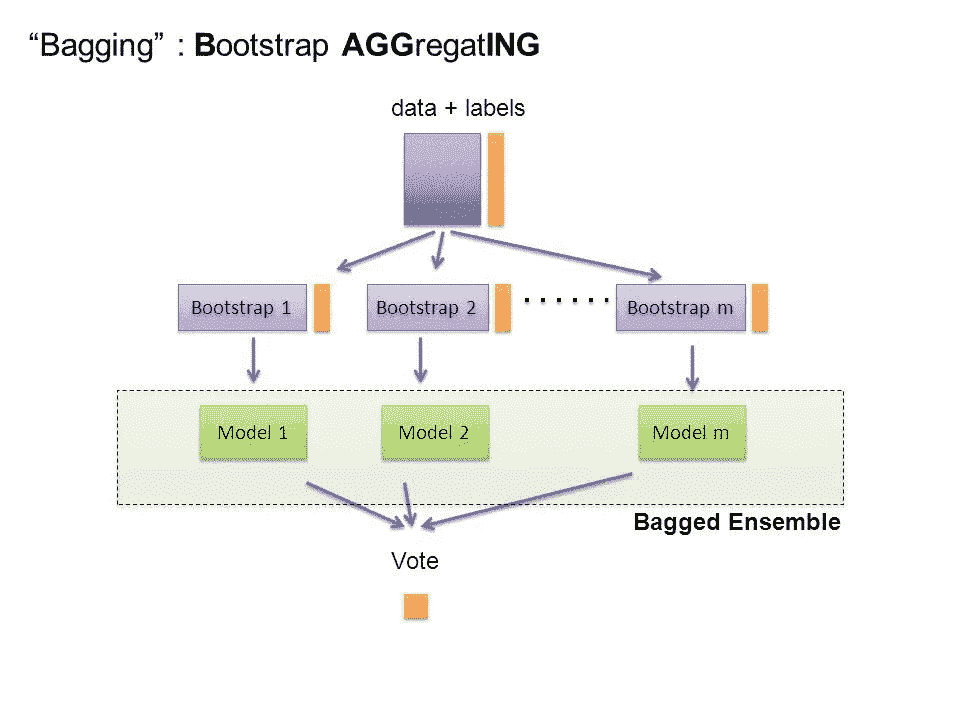 “Bagging” : Bootstrap AGGregatING
data + labels
Bootstrap 1
Bootstrap 2
......
Bootstrap m
Model 1
Model 2
Model m
Bagged Ensemble
Vote